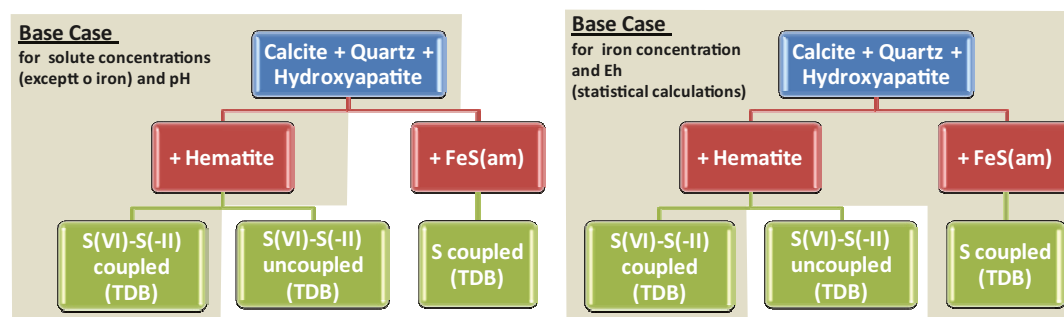 Base Case
for solute concentrations
(exceptt o iron) and pH
Calcite + Quartz +
Hydroxyapatite
+ Hematite
+ FeS(am)
S(VI)-S(-II)
coupled
(TDB)
S(VI)-S(-II)
uncoupled
(TDB)
S coupled
(TDB)
Base Case
for iron concentration
and Eh
(statistical calculations)
Calcite + Quartz +
Hydroxyapatite
+ Hematite
+ FeS(am)
S(VI)-S(-II)
coupled
(TDB)
S(VI)-S(-II)
uncoupled
(TDB)
S coupled
(TDB)